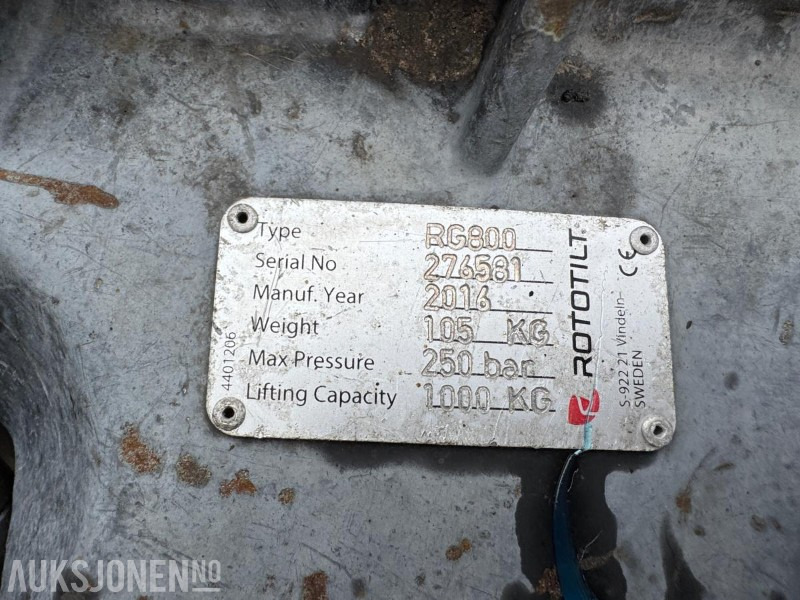 Type RG800
Serial No 276581
Manuf. Year 2016
Weight 105 KG
Max Pressure 250 bar
Lifting Capacity 1000 KG
4401206
ROTOTILT®
CE
S-922 21 Vindeln
SWEDEN
AUKSJONEN.NO